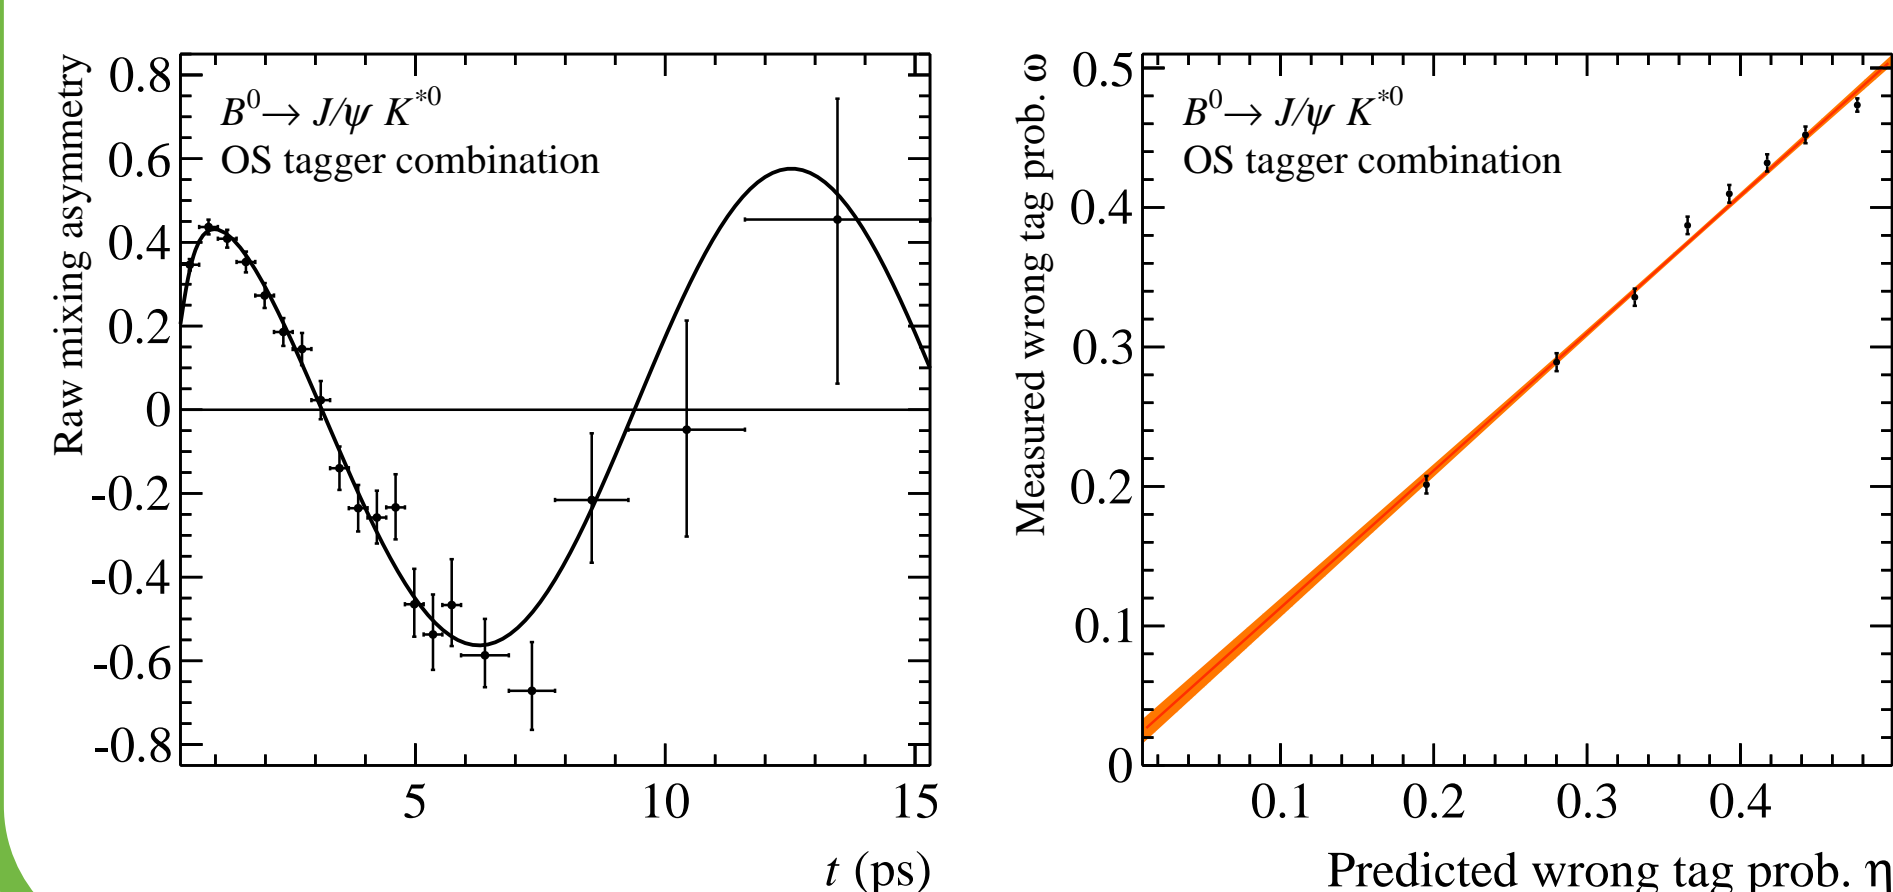 Raw mixing asymmetry
0.8
0.6
0.4
0.2
0
-0.2
-0.4
-0.6
-0.8
B⁰→ J/ψ K*⁰
OS tagger combination
5 10 15
t (ps)
Measured wrong tag prob. ω
0.5
0.4
0.3
0.2
0.1
0
B⁰→ J/ψ K*⁰
OS tagger combination
0.1 0.2 0.3 0.4
Predicted wrong tag prob. η